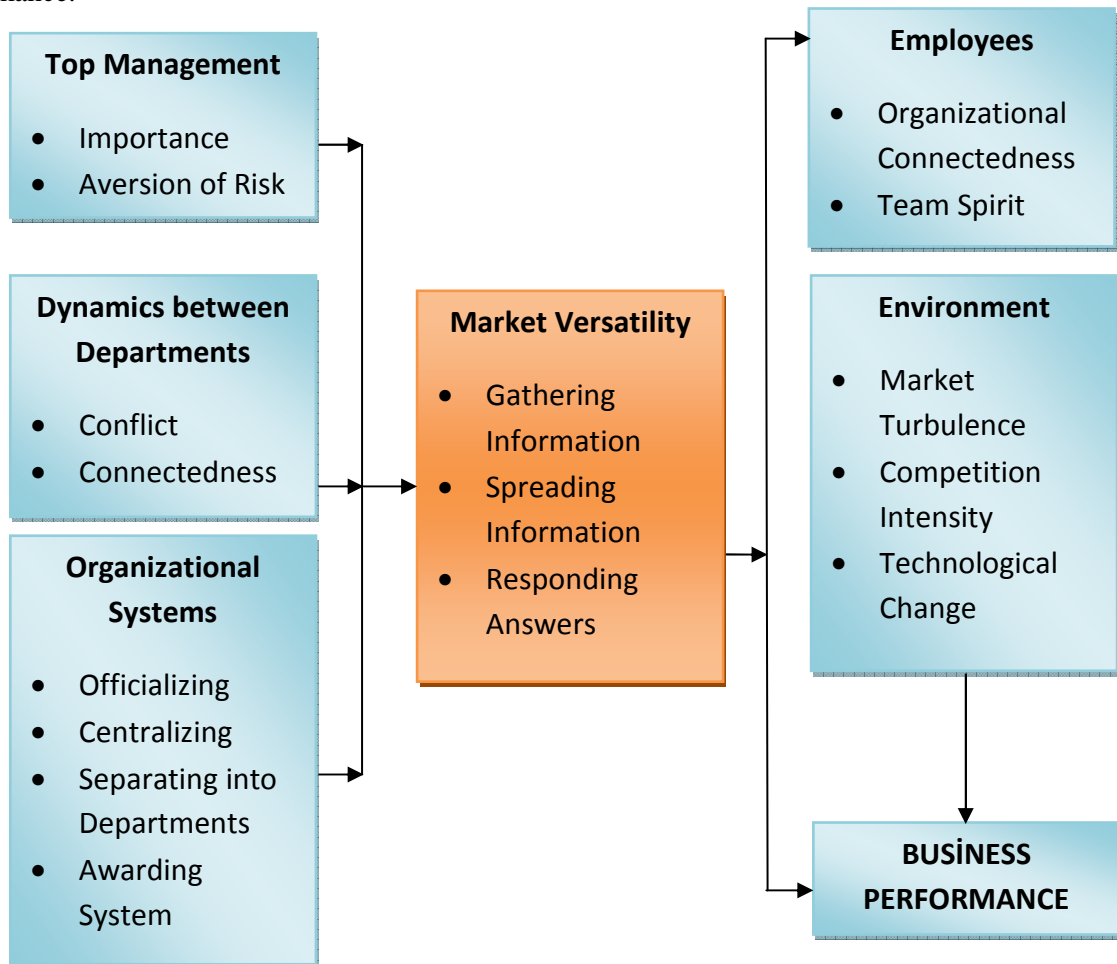 Top Management
• Importance
• Aversion of Risk
Dynamics between
Departments
• Conflict
• Connectedness
Organizational
Systems
• Officializing
• Centralizing
• Separating into
Departments
• Awarding
System
Market Versatility
• Gathering
Information
• Spreading
Information
• Responding
Answers
Employees
• Organizational
Connectedness
• Team Spirit
Environment
• Market
Turbulence
• Competition
Intensity
• Technological
Change
BUSİNESS
PERFORMANCE